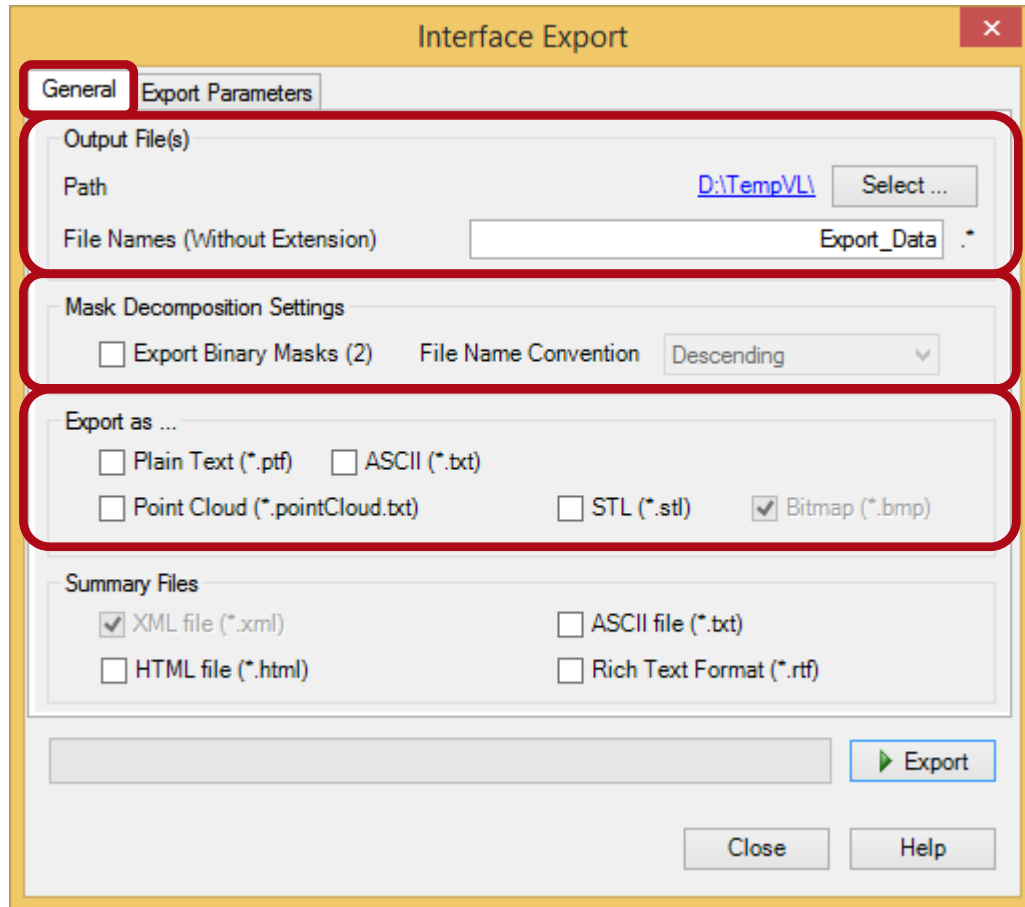 Interface Export
General Export Parameters
Output File(s)
Path D:\TempVL\ Select ...
File Names (Without Extension) Export_Data .*
Mask Decomposition Settings
Export Binary Masks (2) File Name Convention Descending
Export as ...
Plain Text (*.ptf) ASCII (*.txt)
Point Cloud (*.pointCloud.txt) STL (*.stl) Bitmap (*.bmp)
Summary Files
XML file (*.xml) ASCII file (*.txt)
HTML file (*.html) Rich Text Format (*.rtf)
Export
Close Help